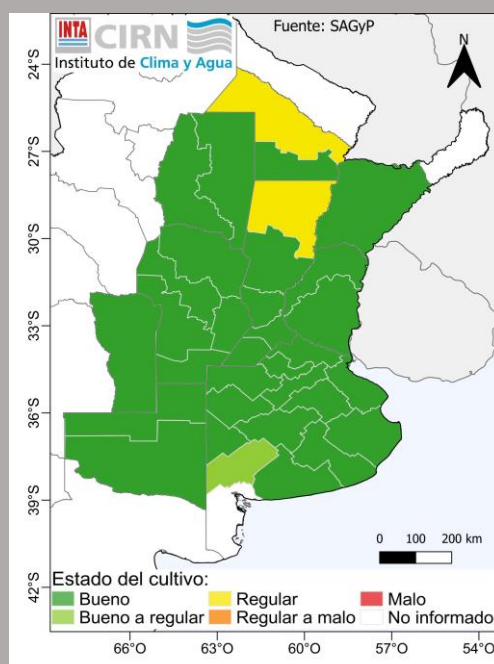 INTA CIRN
Instituto de Clima y Agua
Fuente: SAGyP
N
24°S
27°S
30°S
33°S
36°S
39°S
42°S
0 100 200 km
Estado del cultivo:
Bueno Regular Malo
Bueno a regular Regular a malo No informado
66°O 63°O 60°O 57°O 54°O